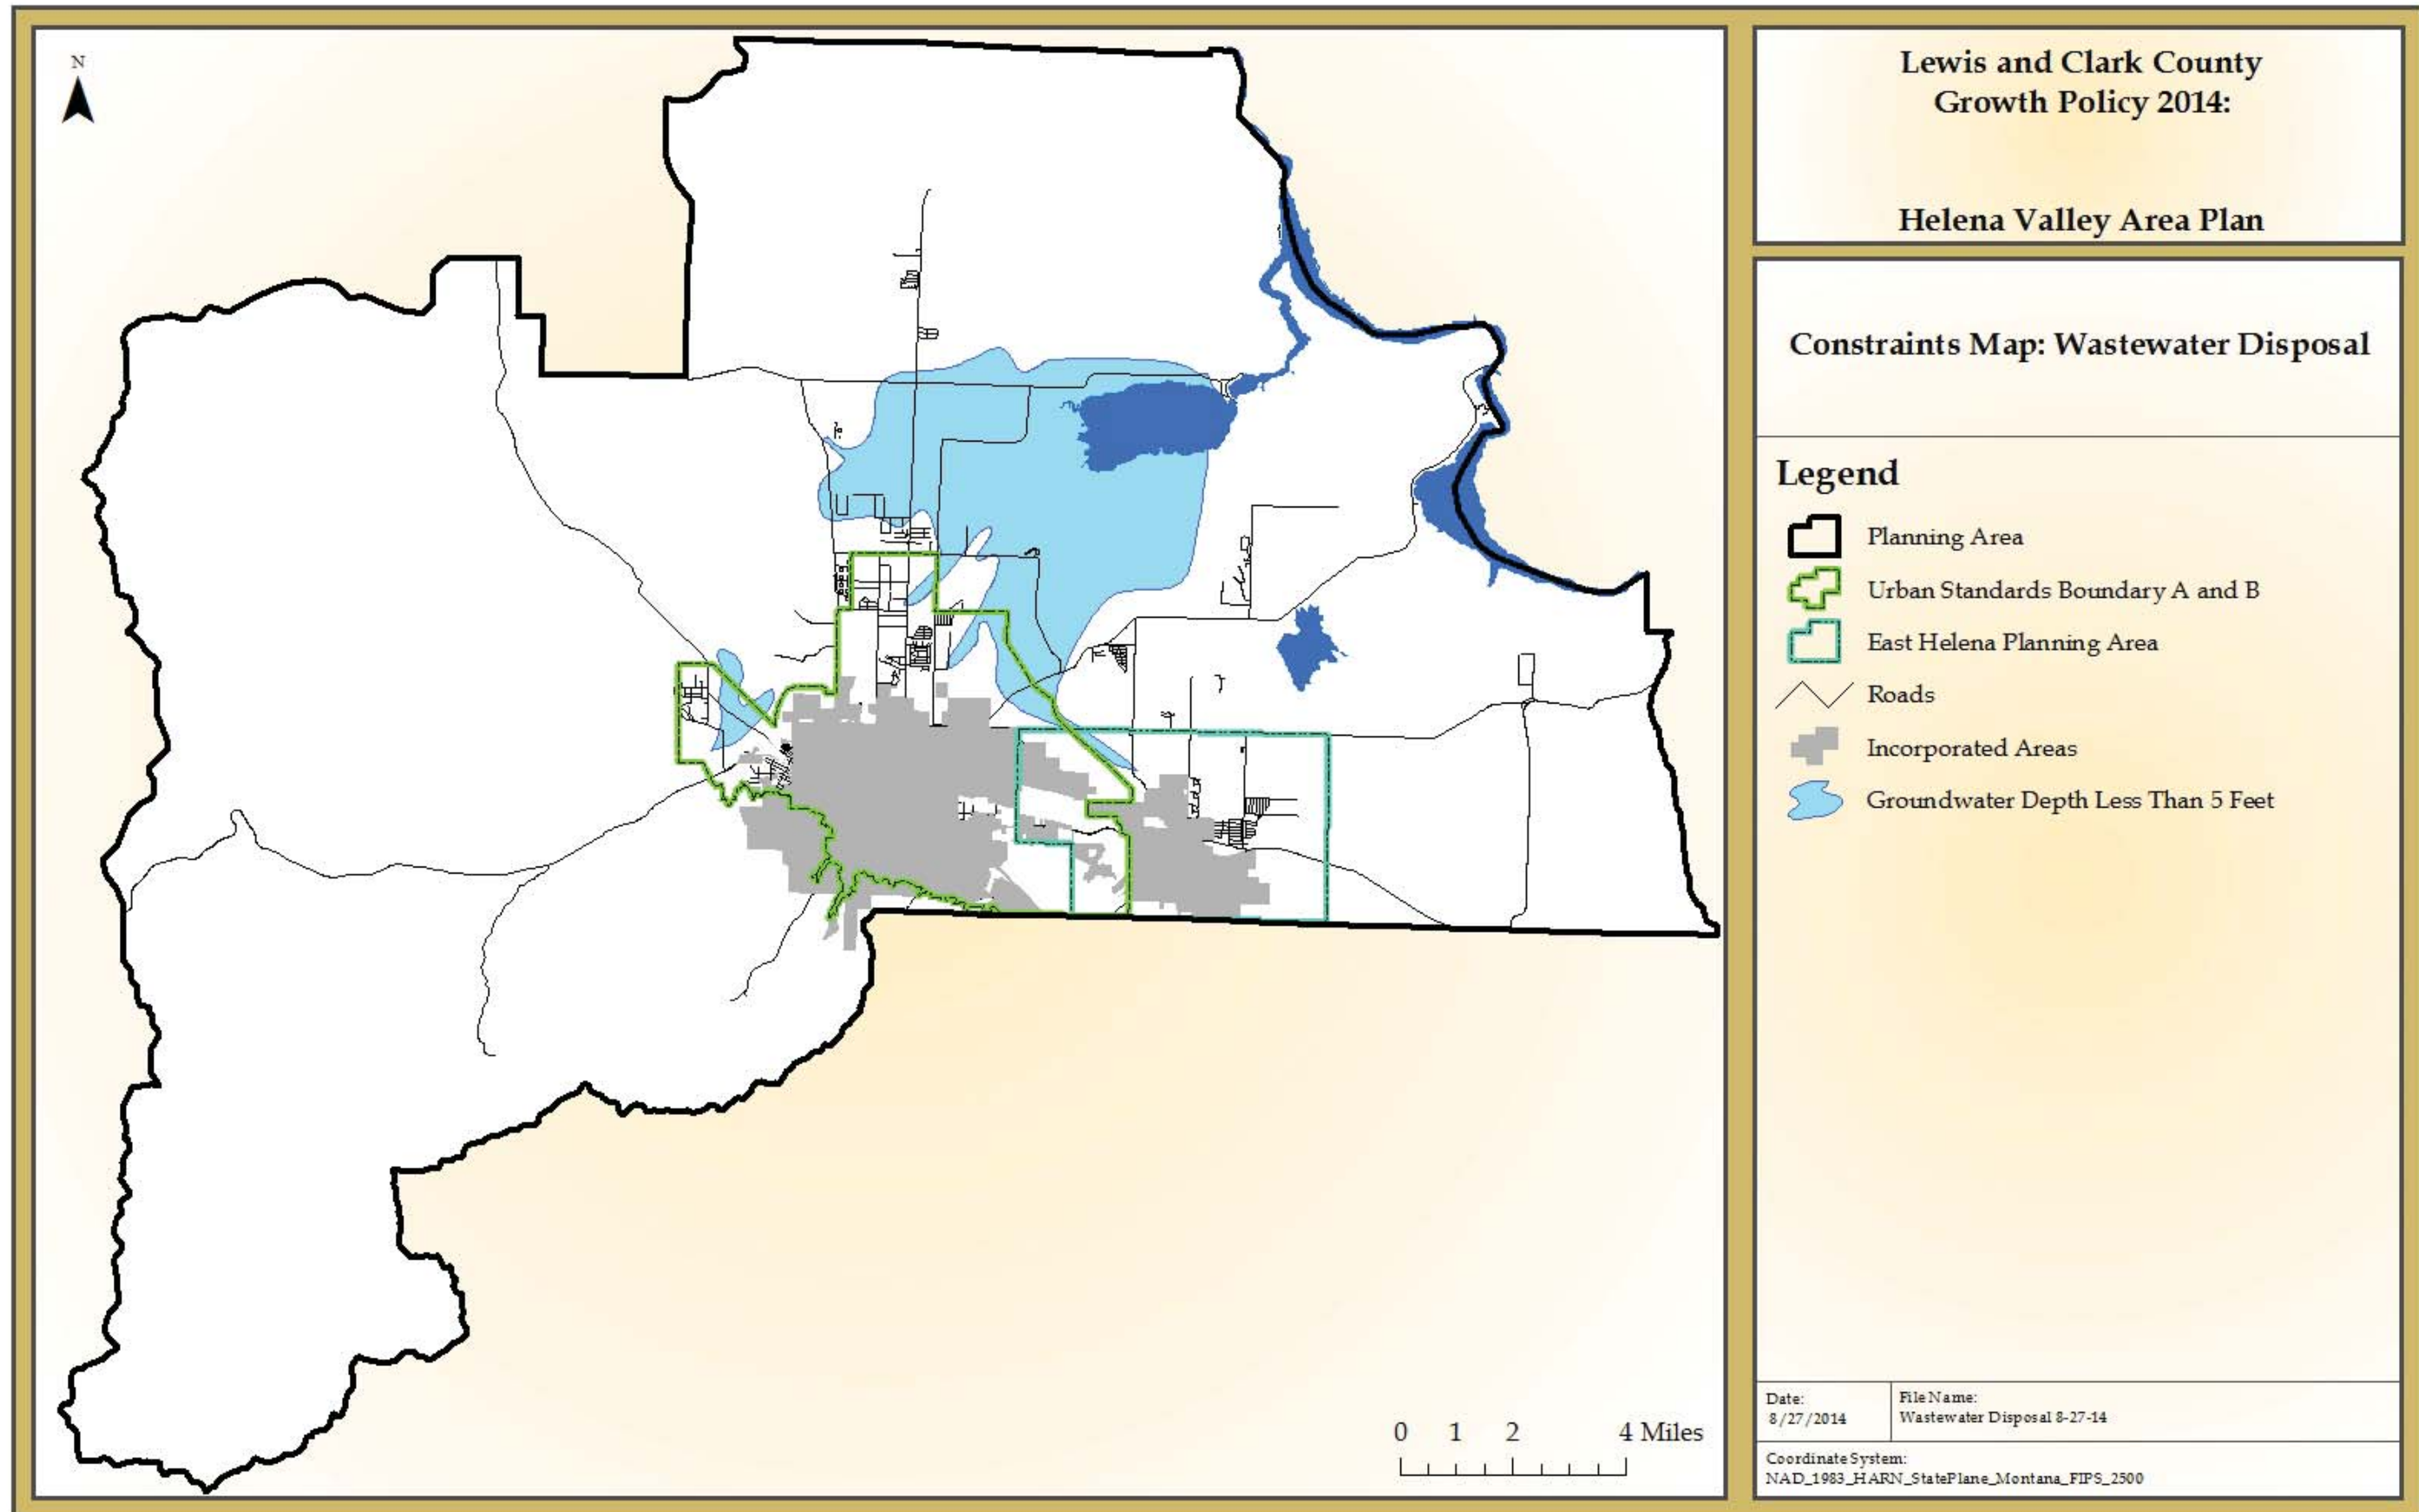 N
Lewis and Clark County
Growth Policy 2014:
Helena Valley Area Plan
Constraints Map: Wastewater Disposal
Legend
Planning Area
Urban Standards Boundary A and B
East Helena Planning Area
Roads
Incorporated Areas
Groundwater Depth Less Than 5 Feet
0 1 2 4 Miles
Date:
8/27/2014
File Name:
Wastewater Disposal 8-27-14
Coordinate System:
NAD_1983_HARN_StatePlane_Montana_FIPS_2500